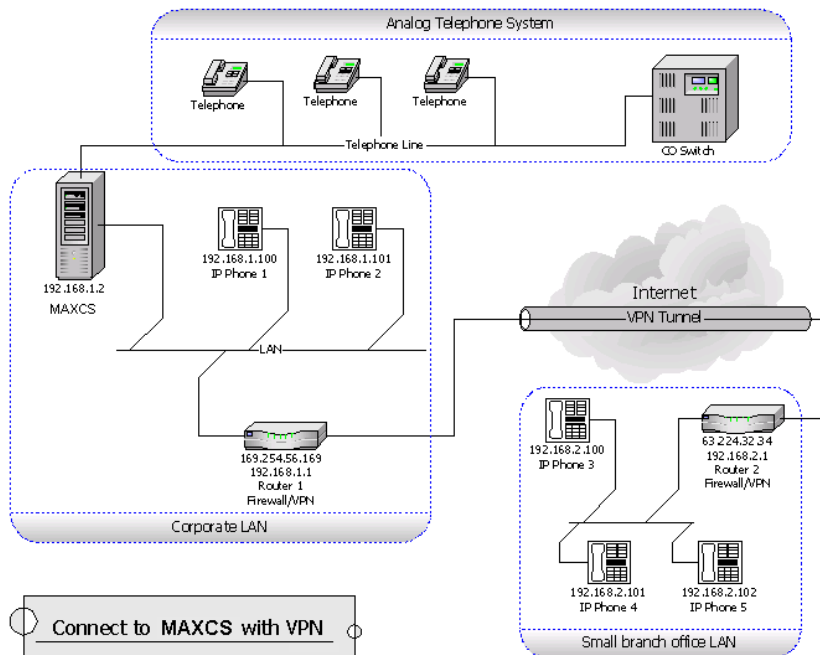 Analog Telephone System
Telephone
Telephone
Telephone
Telephone Line
CO Switch
192.168.1.2
MAXCS
192.168.1.100
IP Phone 1
192.168.1.101
IP Phone 2
LAN
169.254.56.169
192.168.1.1
Router 1
Firewall/VPN
Corporate LAN
Internet
VPN Tunnel
192.168.2.100
IP Phone 3
63.224.32.34
192.168.2.1
Router 2
Firewall/VPN
192.168.2.101
IP Phone 4
192.168.2.102
IP Phone 5
Small branch office LAN
Connect to MAXCS with VPN